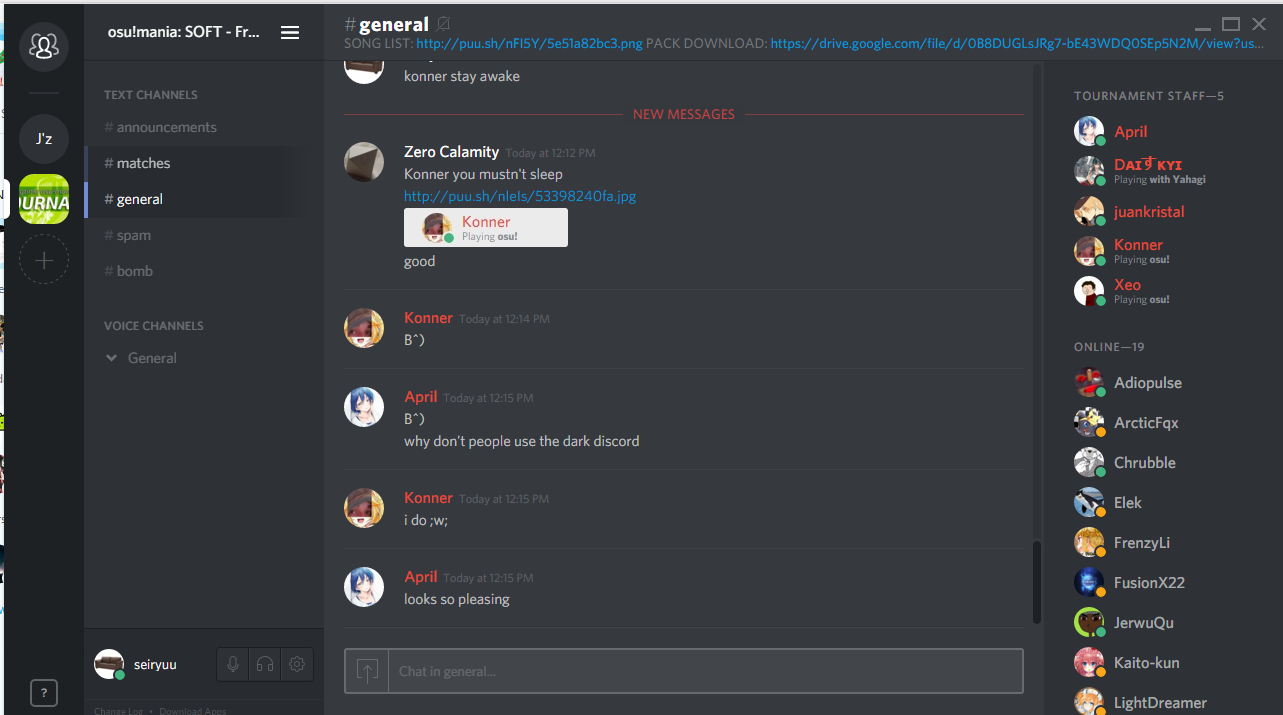 osu!mania: SOFT - Fr...
#general
SONG LIST: http://puu.sh/nFI5Y/5e51a82bc3.png PACK DOWNLOAD: https://drive.google.com/file/d/0B8DUGLsJRg7-bE43WDQ0SEp5N2M/view?us...
J'z
URNA
TEXT CHANNELS
# announcements
# matches
# general
# spam
# bomb
VOICE CHANNELS
General
konner stay awake
NEW MESSAGES
Zero Calamity Today at 12:12 PM
Konner you mustn't sleep
http://puu.sh/nlels/53398240fa.jpg
Konner
Playing osu!
good
Konner Today at 12:14 PM
B^)
April Today at 12:15 PM
B^)
why don't people use the dark discord
Konner Today at 12:15 PM
i do ;w;
April Today at 12:15 PM
looks so pleasing
Chat in general...
seiryuu
Change Log • Download Apps
?
TOURNAMENT STAFF—5
April
Dᴀɪすᴋʏɪ
Playing with Yahagi
juankristal
Konner
Playing osu!
Xeo
Playing osu!
ONLINE—19
Adiopulse
ArcticFqx
Chrubble
Elek
FrenzyLi
FusionX22
JerwuQu
Kaito-kun
LightDreamer